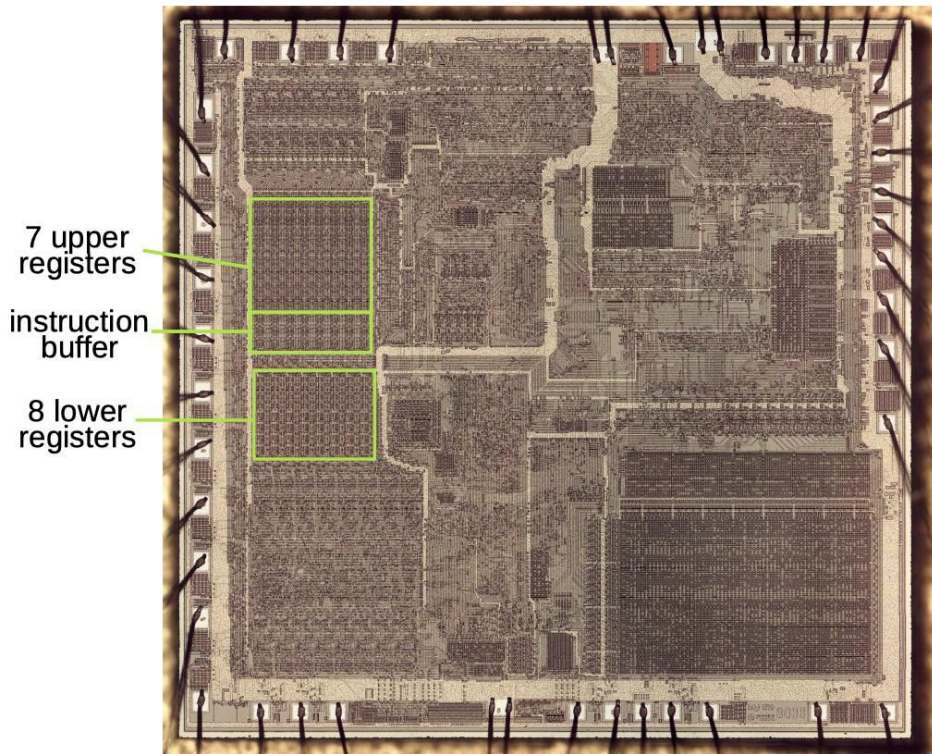 7 upper
registers
instruction
buffer
8 lower
registers